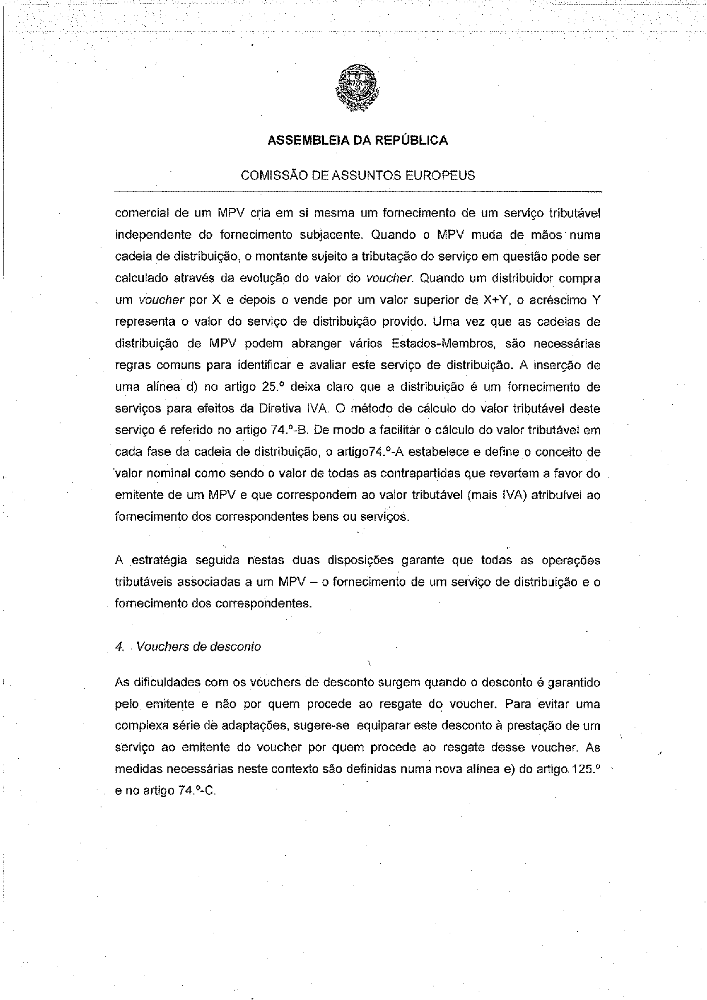 ASSEMBLEIA DA REPÚBLICA
COMISSÃO DE ASSUNTOS EUROPEUS
comercial de um MPV cria em si mesma um fornecimento de um serviço tributável
independente do fornecimento subjacente. Quando o MPV muda de mãos numa
cadeia de distribuição, o montante sujeito a tributação do serviço em questão pode ser
calculado através da evolução do valor do voucher. Quando um distribuidor compra
um voucher por X e depois o vende por um valor superior de X+Y, o acréscimo Y
representa o valor do serviço de distribuição provido. Uma vez que as cadeias de
distribuição de MPV podem abranger vários Estados-Membros, são necessárias
regras comuns para identificar e avaliar este serviço de distribuição. A inserção de
uma alínea d) no artigo 25.º deixa claro que a distribuição é um fornecimento de
serviços para efeitos da Diretiva IVA. O método de cálculo do valor tributável deste
serviço é referido no artigo 74.º-B. De modo a facilitar o cálculo do valor tributável em
cada fase da cadeia de distribuição, o artigo74.º-A estabelece e define o conceito de
valor nominal como sendo o valor de todas as contrapartidas que revertem a favor do
emitente de um MPV e que correspondem ao valor tributável (mais IVA) atribuível ao
fornecimento dos correspondentes bens ou serviços.
A estratégia seguida nestas duas disposições garante que todas as operações
tributáveis associadas a um MPV – o fornecimento de um serviço de distribuição e o
fornecimento dos correspondentes.
4. Vouchers de desconto
As dificuldades com os vouchers de desconto surgem quando o desconto é garantido
pelo emitente e não por quem procede ao resgate do voucher. Para evitar uma
complexa série de adaptações, sugere-se equiparar este desconto à prestação de um
serviço ao emitente do voucher por quem procede ao resgate desse voucher. As
medidas necessárias neste contexto são definidas numa nova alínea e) do artigo 125.º
e no artigo 74.º-C.